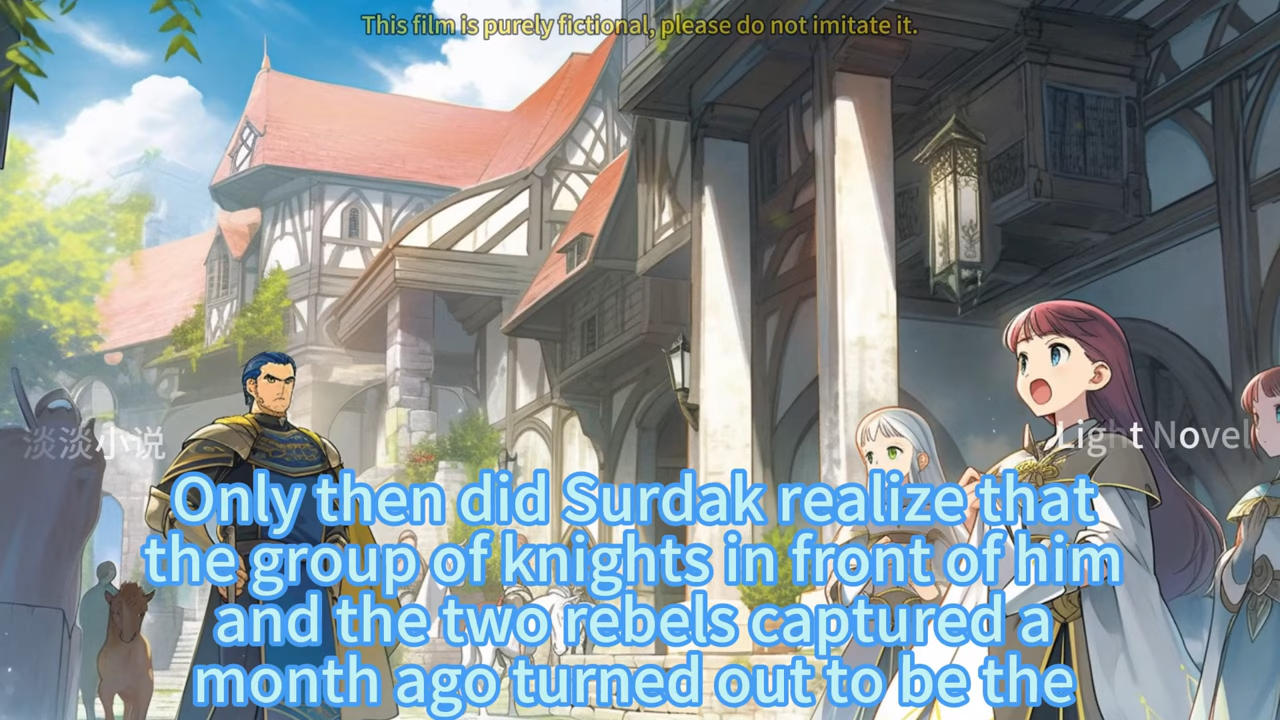 This film is purely fictional, please do not imitate it.
淡淡小说
Light Novel
Only then did Surdak realize that
the group of knights in front of him
and the two rebels captured a
month ago turned out to be the